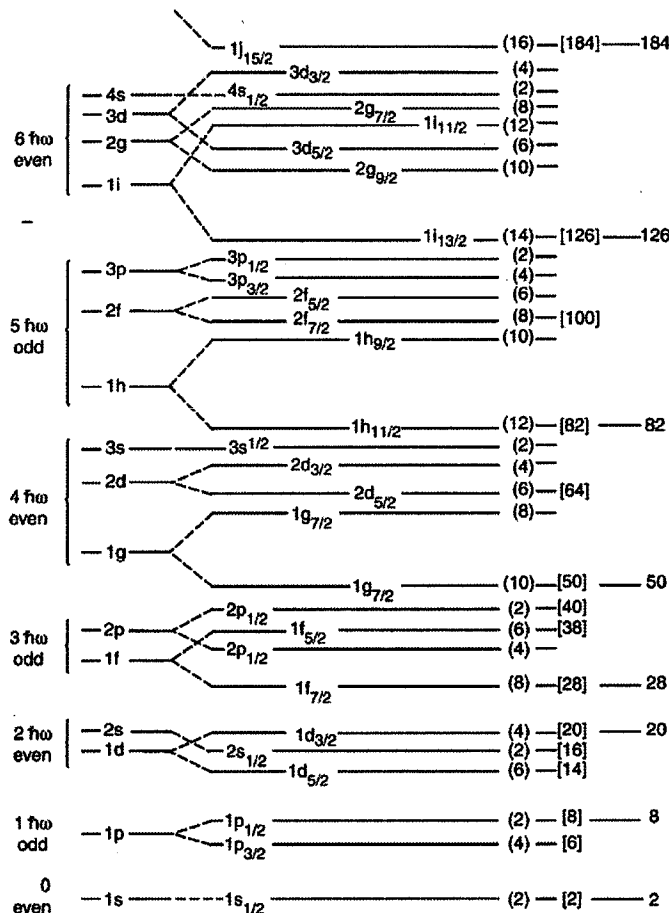 1j15/2 (16) [184] 184
3d3/2 (4)
4s 4s1/2 (2)
3d 2g7/2 (8)
6 ħω even 2g 1i11/2 (12)
3d5/2 (6)
2g9/2 (10)
1i
1i13/2 (14) [126] 126
3p 3p1/2 (2)
3p3/2 (4)
2f 2f5/2 (6)
5 ħω odd 2f7/2 (8) [100]
1h9/2 (10)
1h
1h11/2 (12) [82] 82
3s 3s1/2 (2)
2d 2d3/2 (4)
4 ħω even 2d5/2 (6) [64]
1g7/2 (8)
1g
1g7/2 (10) [50] 50
2p1/2 (2) [40]
3 ħω odd 2p 1f5/2 (6) [38]
1f 2p1/2 (4)
1f7/2 (8) [28] 28
2 ħω even 2s 1d3/2 (4) [20] 20
1d 2s1/2 (2) [16]
1d5/2 (6) [14]
1 ħω odd 1p 1p1/2 (2) [8] 8
1p3/2 (4) [6]
0 even 1s 1s1/2 (2) [2] 2